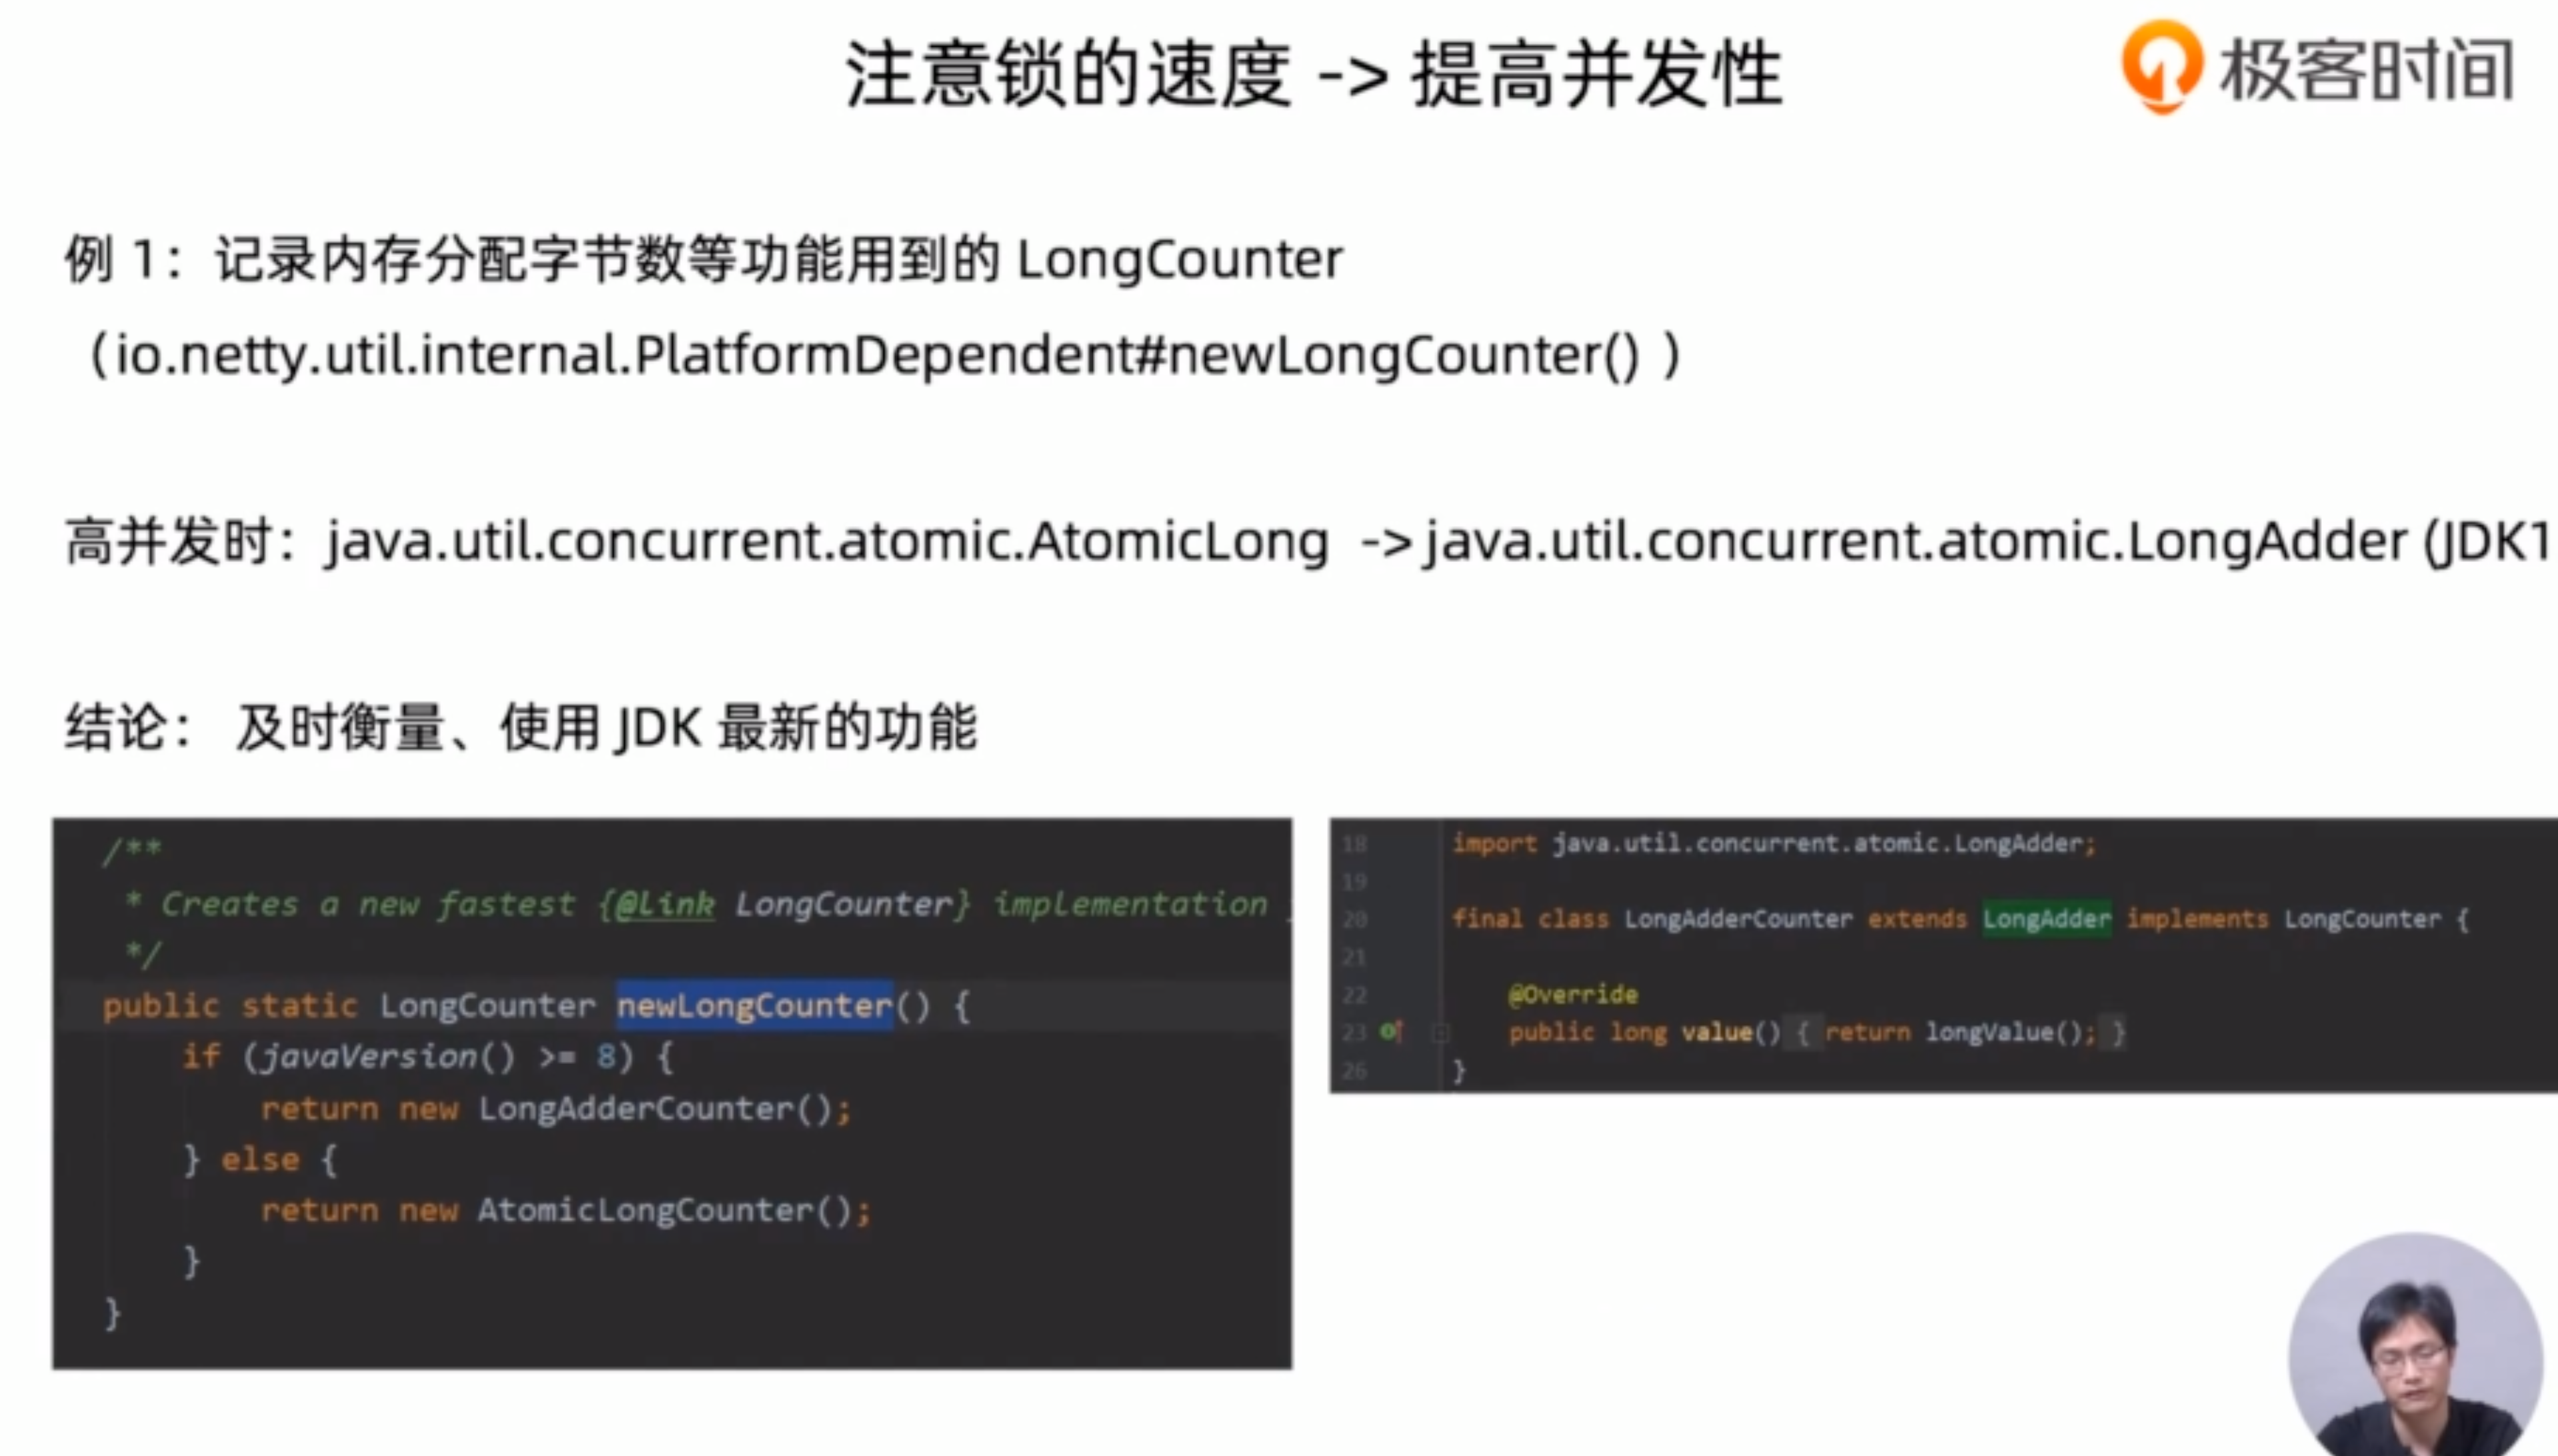 注意锁的速度 -> 提高并发性
极客时间
例 1：记录内存分配字节数等功能用到的 LongCounter
（io.netty.util.internal.PlatformDependent#newLongCounter() ）
高并发时：java.util.concurrent.atomic.AtomicLong -> java.util.concurrent.atomic.LongAdder (JDK1
结论： 及时衡量、使用 JDK 最新的功能
/**
* Creates a new fastest {@link LongCounter} implementation
*/
public static LongCounter newLongCounter() {
if (javaVersion() >= 8) {
return new LongAdderCounter();
} else {
return new AtomicLongCounter();
}
}
18 import java.util.concurrent.atomic.LongAdder;
19
20 final class LongAdderCounter extends LongAdder implements LongCounter {
21
22 @Override
23 public long value() { return longValue(); }
26 }